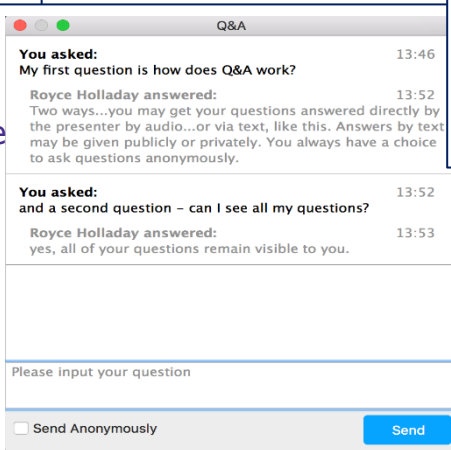 Q&A
You asked: 13:46
My first question is how does Q&A work?
Royce Holladay answered: 13:52
Two ways...you may get your questions answered directly by
the presenter by audio...or via text, like this. Answers by text
may be given publicly or privately. You always have a choice
to ask questions anonymously.
You asked: 13:52
and a second question – can I see all my questions?
Royce Holladay answered: 13:53
yes, all of your questions remain visible to you.
Please input your question
Send Anonymously
Send